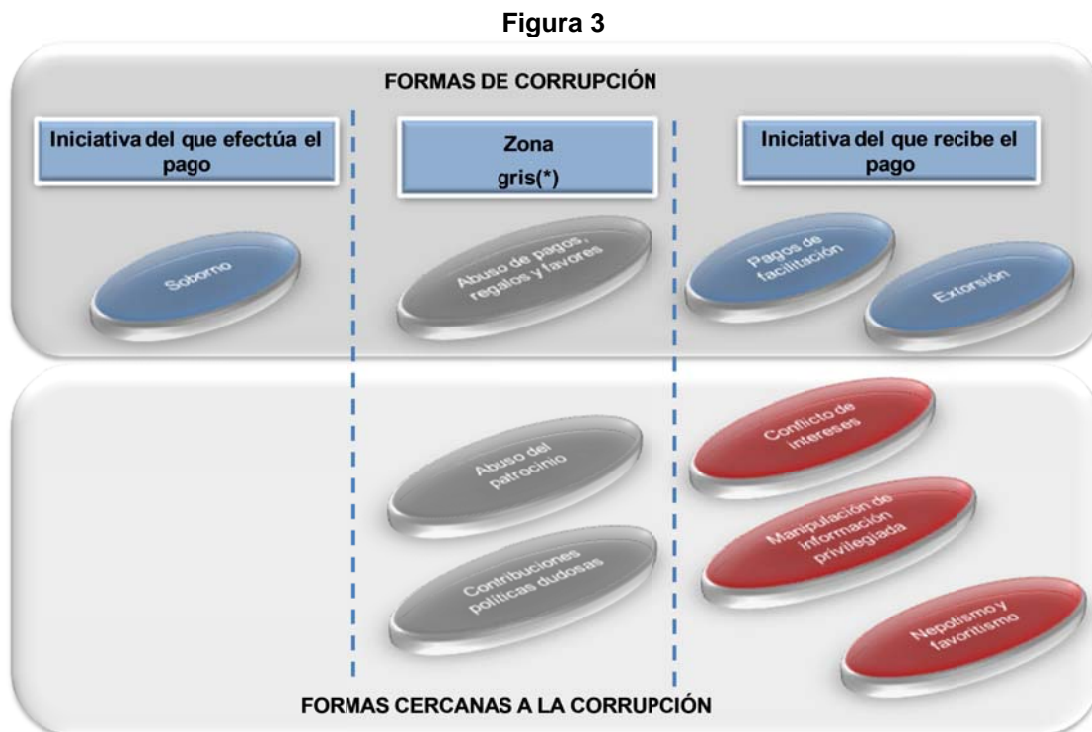 Figura 3
FORMAS DE CORRUPCIÓN
Iniciativa del que efectúa el
pago
Zona
gris(*)
Iniciativa del que recibe el
pago
Soborno
Abuso de pagos,
regalos y favores
Pagos de
facilitación
Extorsión
Abuso del
patrocinio
Contribuciones
políticas dudosas
Conflicto de
intereses
Manipulación de
información
privilegiada
Nepotismo y
favoritismo
FORMAS CERCANAS A LA CORRUPCIÓN